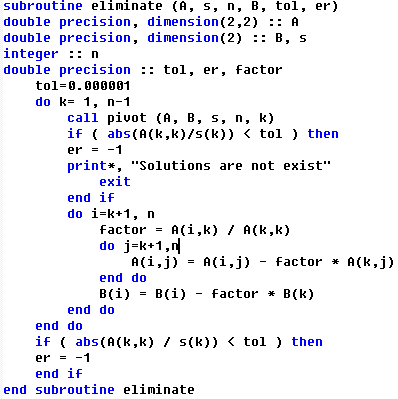 subroutine eliminate (A, s, n, B, tol, er)
double precision, dimension(2,2) :: A
double precision, dimension(2) :: B, s
integer :: n
double precision :: tol, er, factor
tol=0.000001
do k= 1, n-1
call pivot (A, B, s, n, k)
if ( abs(A(k,k)/s(k)) < tol ) then
er = -1
print*, "Solutions are not exist"
exit
end if
do i=k+1, n
factor = A(i,k) / A(k,k)
do j=k+1,n
A(i,j) = A(i,j) - factor * A(k,j)
end do
B(i) = B(i) - factor * B(k)
end do
end do
if ( abs(A(k,k) / s(k)) < tol ) then
er = -1
end if
end subroutine eliminate